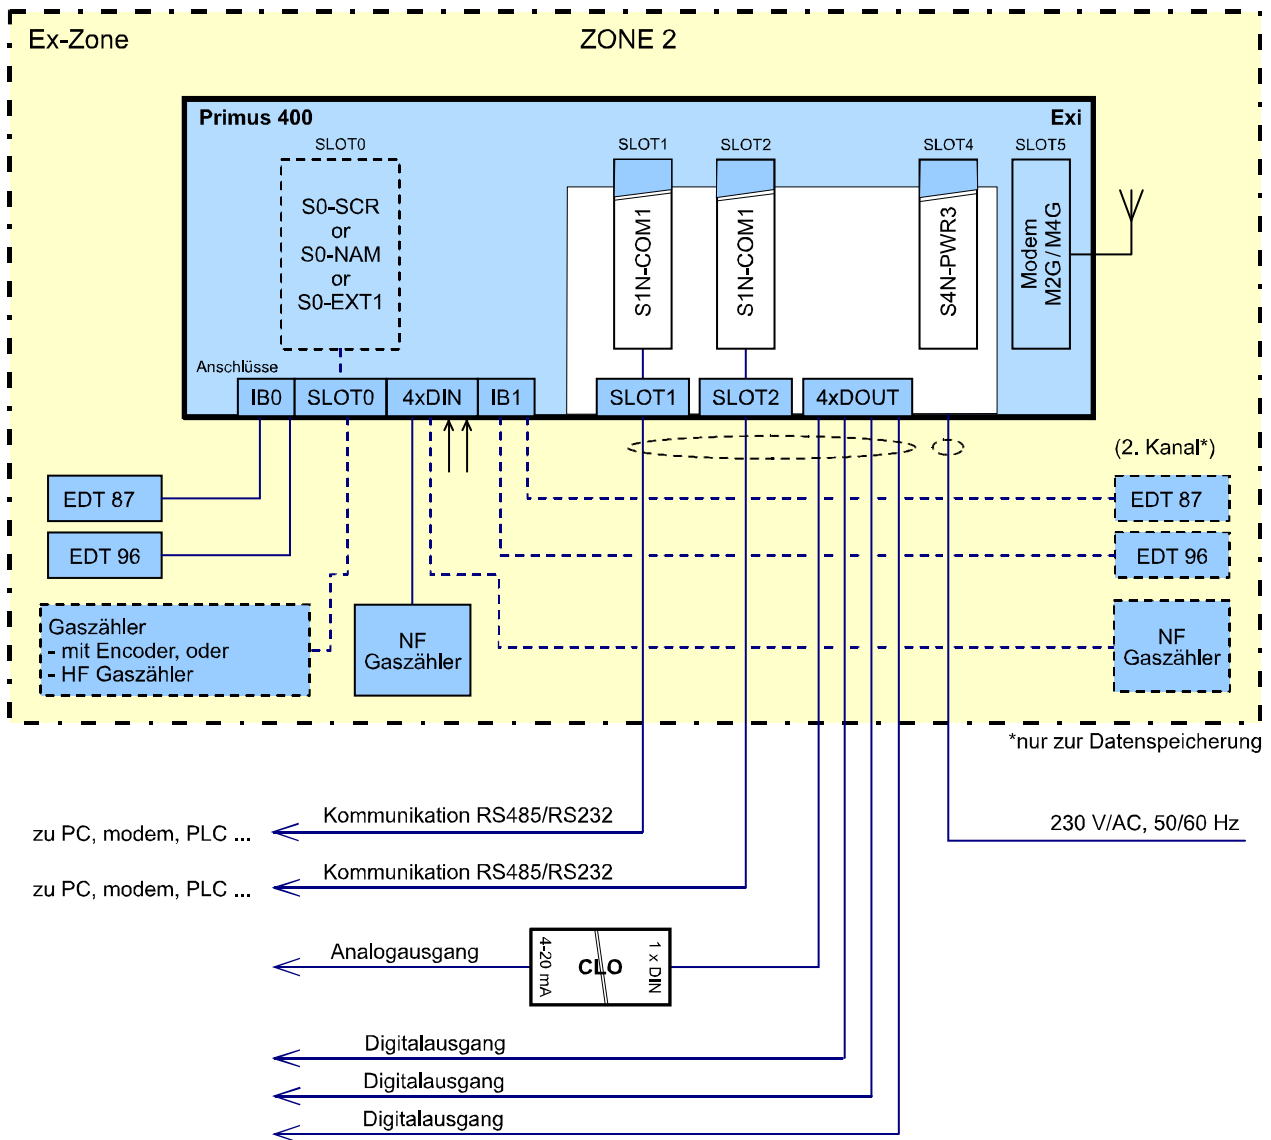 Ex-Zone
ZONE 2
Primus 400
Exi
SLOT0
SLOT1
SLOT2
SLOT4
SLOT5
S0-SCR
or
S0-NAM
or
S0-EXT1
S1N-COM1
S1N-COM1
S4N-PWR3
Modem
M2G/M4G
Anschlüsse
IB0
SLOT0
4xDIN
IB1
SLOT1
SLOT2
4xDOUT
(2. Kanal*)
EDT 87
EDT 87
EDT 96
EDT 96
Gaszähler
- mit Encoder, oder
- HF Gaszähler
NF
Gaszähler
NF
Gaszähler
*nur zur Datenspeicherung
Kommunikation RS485/RS232
zu PC, modem, PLC ...
230 V/AC, 50/60 Hz
Kommunikation RS485/RS232
zu PC, modem, PLC ...
Analogausgang
4-20 mA
CLO
1 x DIN
Digitalausgang
Digitalausgang
Digitalausgang